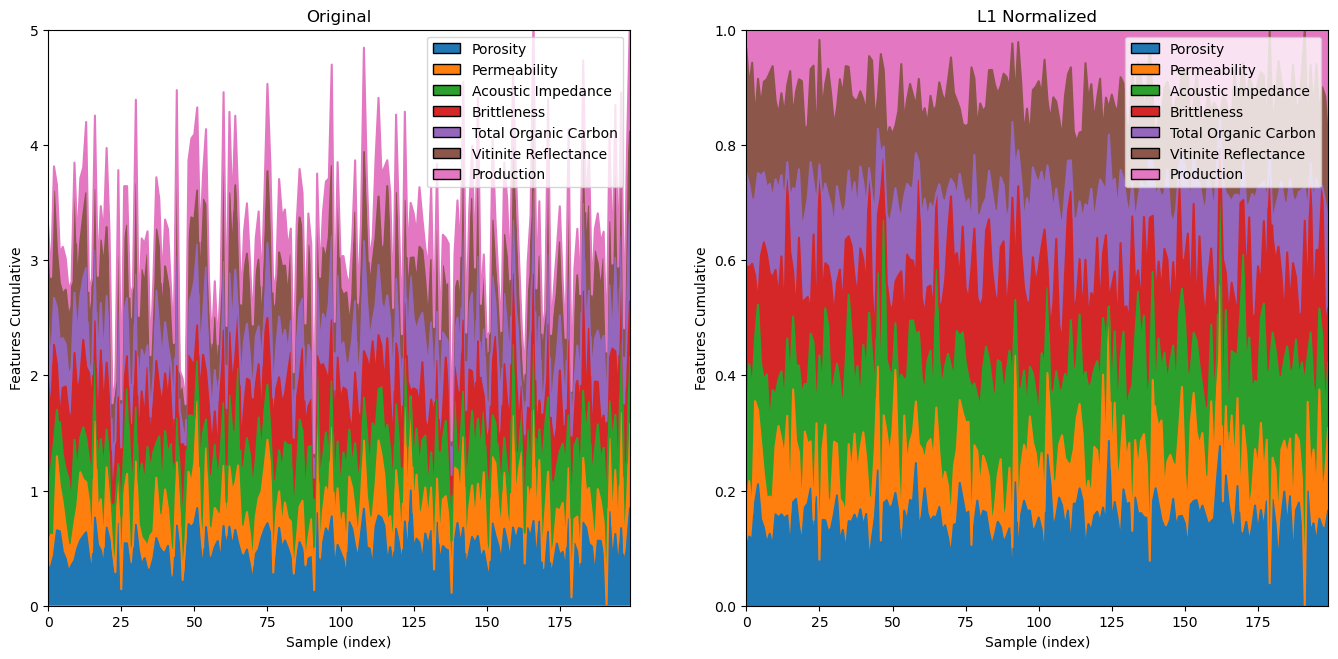 Original
Features Cumulative
5
4
3
2
1
0
Porosity
Permeability
Acoustic Impedance
Brittleness
Total Organic Carbon
Vitinite Reflectance
Production
0 25 50 75 100 125 150 175
Sample (index)
L1 Normalized
Features Cumulative
1.0
0.8
0.6
0.4
0.2
0.0
Porosity
Permeability
Acoustic Impedance
Brittleness
Total Organic Carbon
Vitinite Reflectance
Production
0 25 50 75 100 125 150 175
Sample (index)